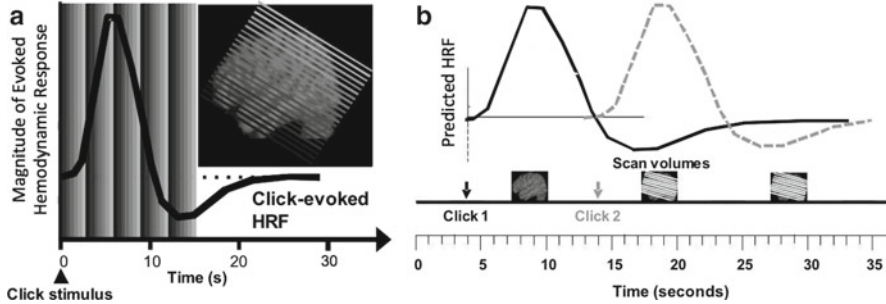 a
Magnitude of Evoked
Hemodynamic Response
Click-evoked
HRF
0
10
20
30
Time (s)
Click stimulus
b
Predicted HRF
Scan volumes
Click 1
Click 2
0
5
10
15
20
25
30
35
Time (seconds)